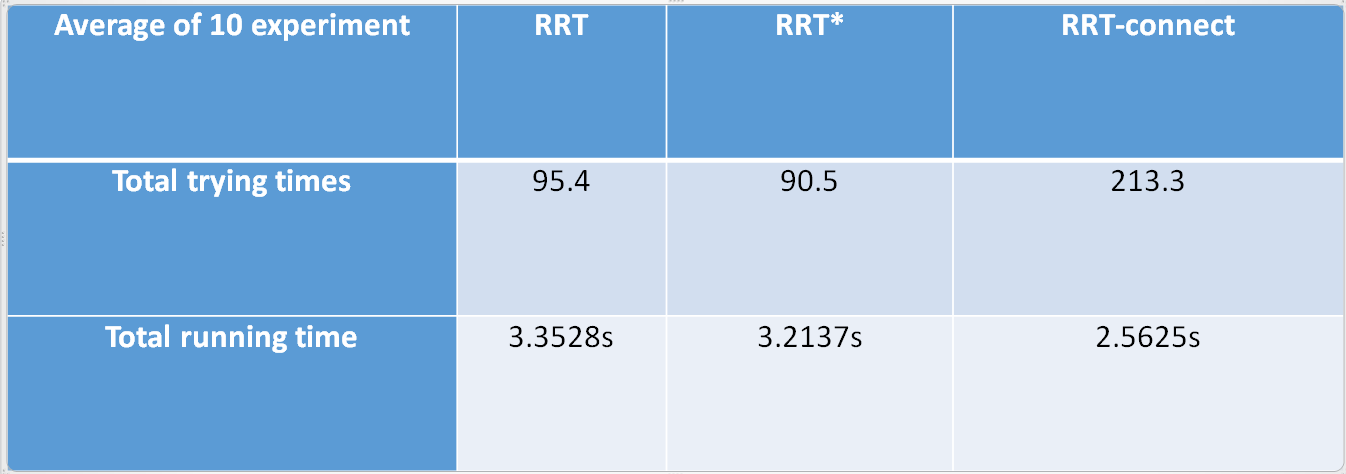 Average of 10 experiment RRT RRT* RRT-connect
Total trying times 95.4 90.5 213.3
Total running time 3.3528s 3.2137s 2.5625s